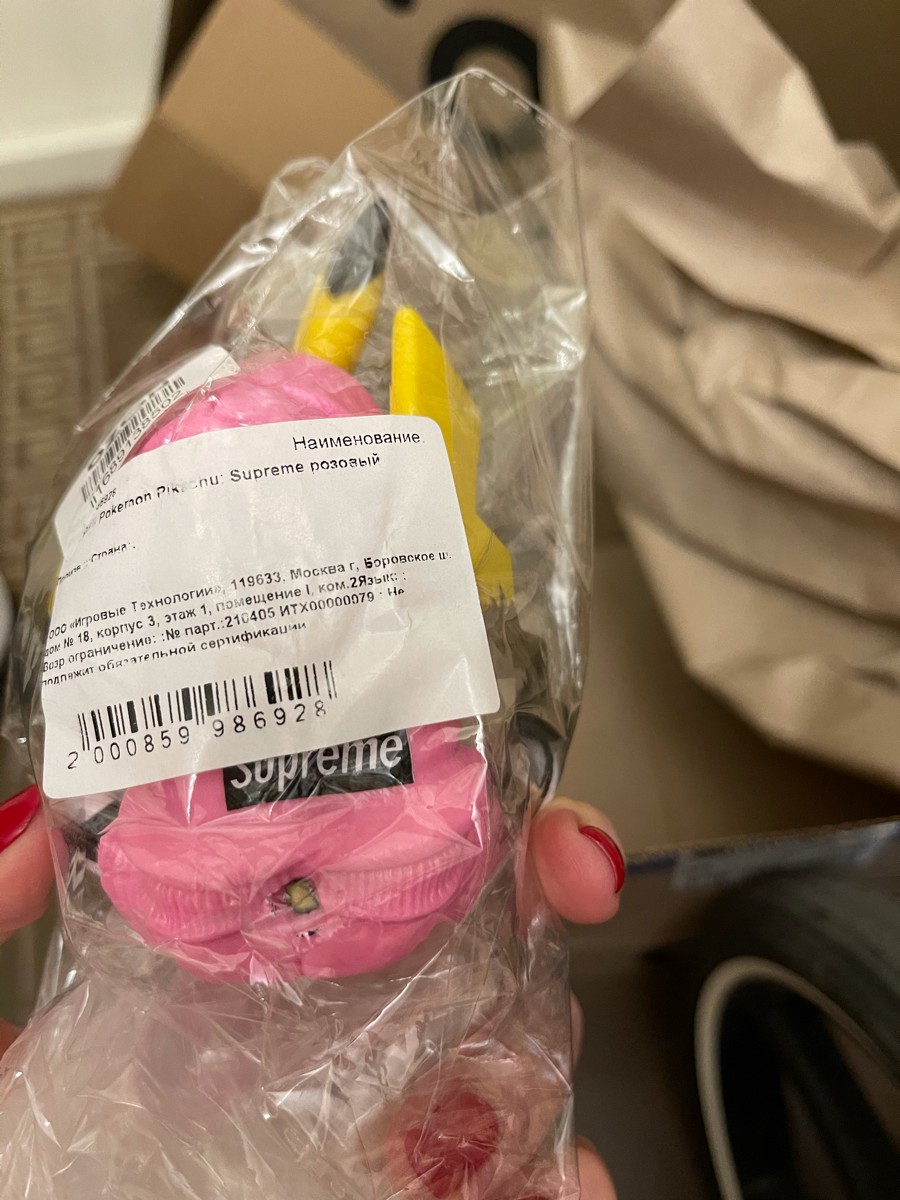 Наименование:
Pokemon Pikachu: Supreme розовый
Страна:
ООО «Игровые Технологии», 119633, Москва г, Боровское ш.
дом № 18, корпус 3, этаж 1, помещение I, ком.2Язык: :
Возр ограничение: :№ парт.:210405 ИТХ00000079 : Не
подлежит обязательной сертификации
2 000859 986928
Supreme